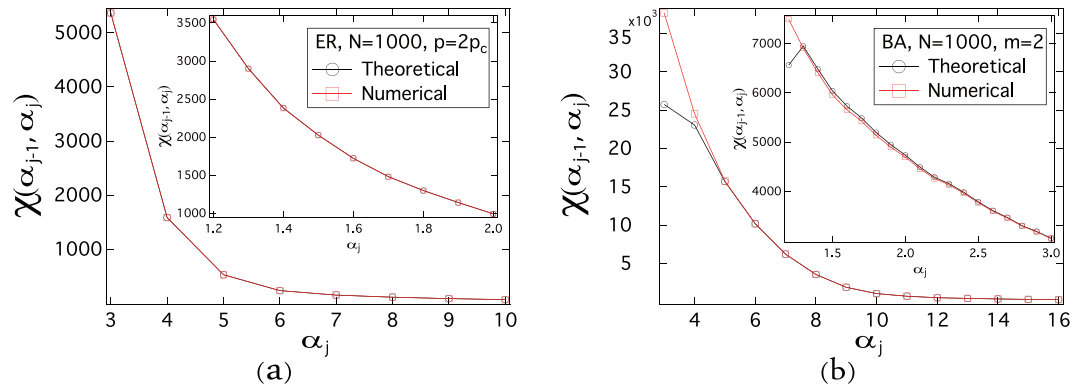 5000
4000
3000
2000
1000
χ(αj-1, αj)
3 4 5 6 7 8 9 10
αj
3500
3000
2500
2000
1500
1000
χ(αj-1, αj)
1.2 1.4 1.6 1.8 2.0
αj
ER, N=1000, p=2pc
Theoretical
Numerical
(a)
x10³
35
30
25
20
15
10
5
χ(αj-1, αj)
4 6 8 10 12 14 16
αj
7000
6000
5000
4000
χ(αj-1, αj)
1.5 2.0 2.5 3.0
αj
BA, N=1000, m=2
Theoretical
Numerical
(b)